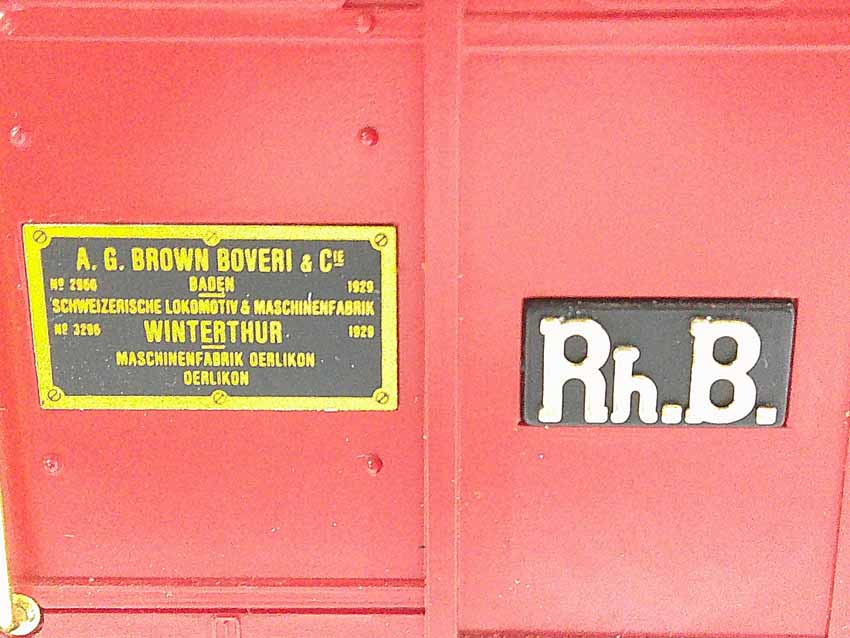 A. G. BROWN BOVERI & CIE
No 2966 BADEN 1929
SCHWEIZERISCHE LOKOMOTIV & MASCHINENFABRIK
No 3296 WINTERTHUR 1929
MASCHINENFABRIK OERLIKON
OERLIKON
Rh.B.